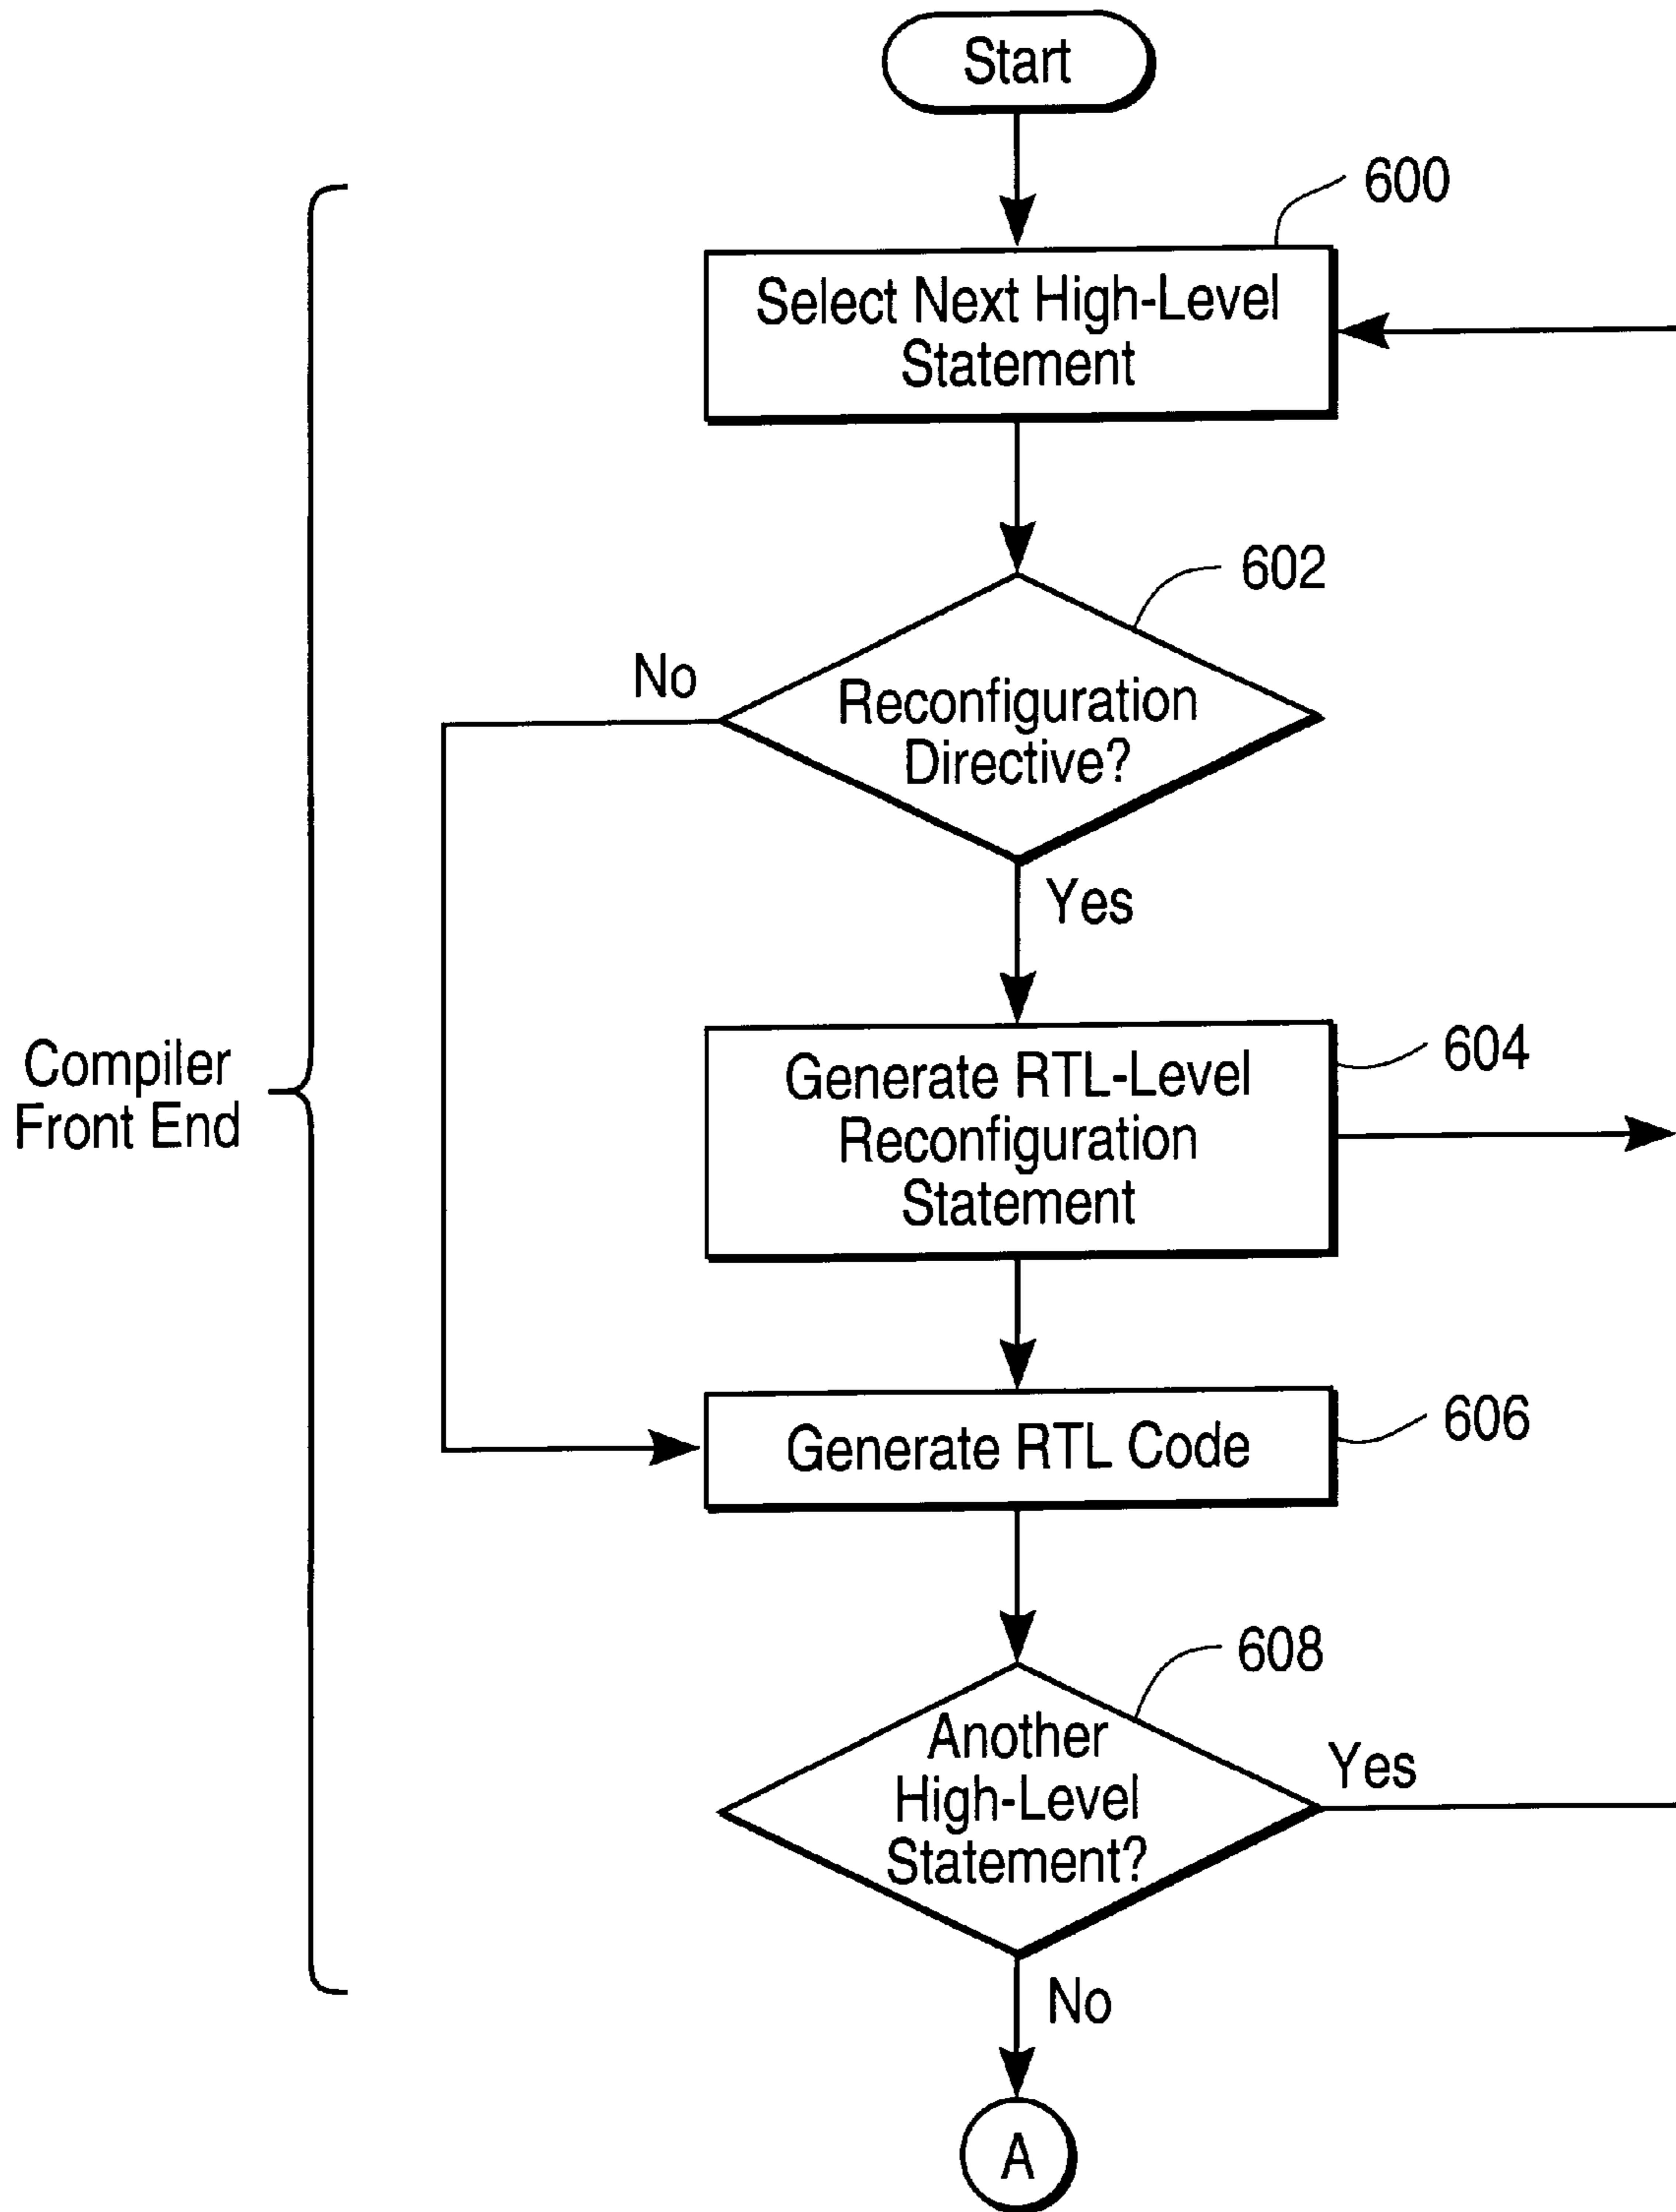 Start
600
Select Next High-Level
Statement
602
No
Reconfiguration
Directive?
Yes
Compiler
Front End
604
Generate RTL-Level
Reconfiguration
Statement
606
Generate RTL Code
608
Another
High-Level
Statement?
Yes
No
A